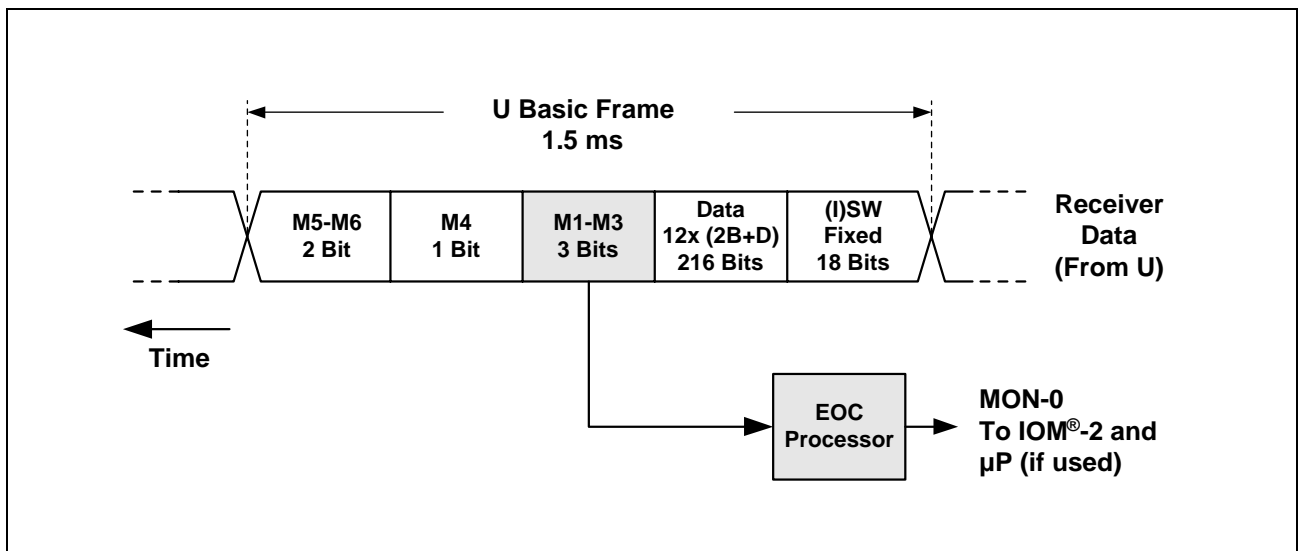 U Basic Frame
1.5 ms
M5-M6
2 Bit
M4
1 Bit
M1-M3
3 Bits
Data
12x (2B+D)
216 Bits
(I)SW
Fixed
18 Bits
Receiver
Data
(From U)
Time
EOC
Processor
MON-0
To IOM®-2 and
µP (if used)